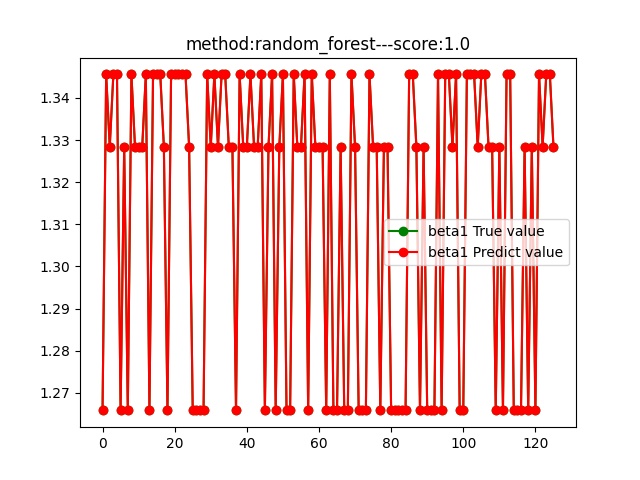 method:random_forest---score:1.0
1.34
1.33
1.32
1.31
1.30
1.29
1.28
1.27
beta1 True value
beta1 Predict value
0 20 40 60 80 100 120